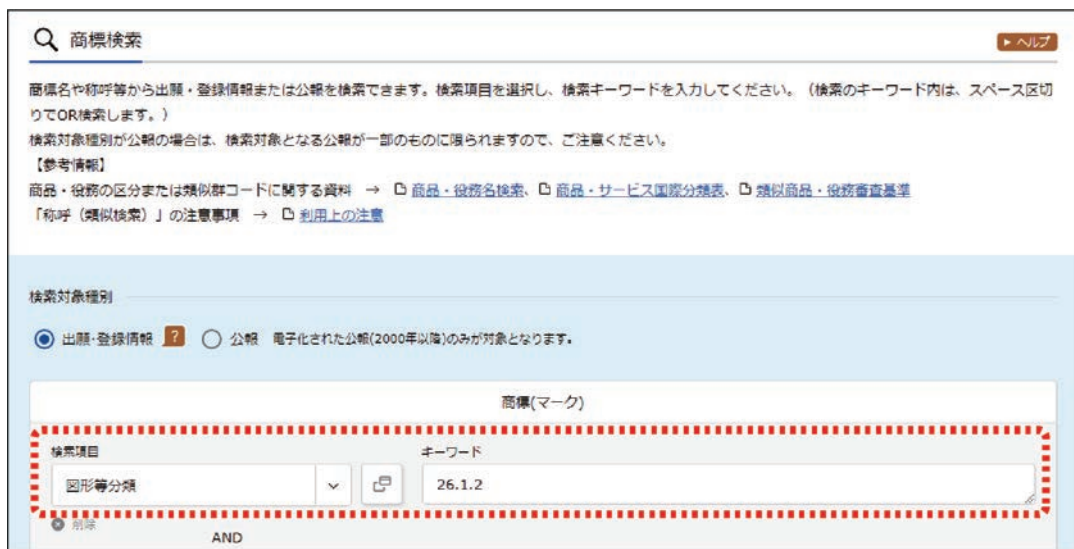 商標検索
ヘルプ
商標名や称呼等から出願・登録情報または公報を検索できます。検索項目を選択し、検索キーワードを入力してください。（検索のキーワード内は、スペース区切
りでOR検索します。）
検索対象種別が公報の場合は、検索対象となる公報が一部のものに限られますので、ご注意ください。
【参考情報】
商品・役務の区分または類似群コードに関する資料 → 商品・役務名検索、商品・サービス国際分類表、類似商品・役務審査基準
「称呼（類似検索）」の注意事項 → 利用上の注意
検索対象種別
出願・登録情報 ? 公報 電子化された公報(2000年以降)のみが対象となります。
商標(マーク)
検索項目 キーワード
図形等分類 26.1.2
削除
AND